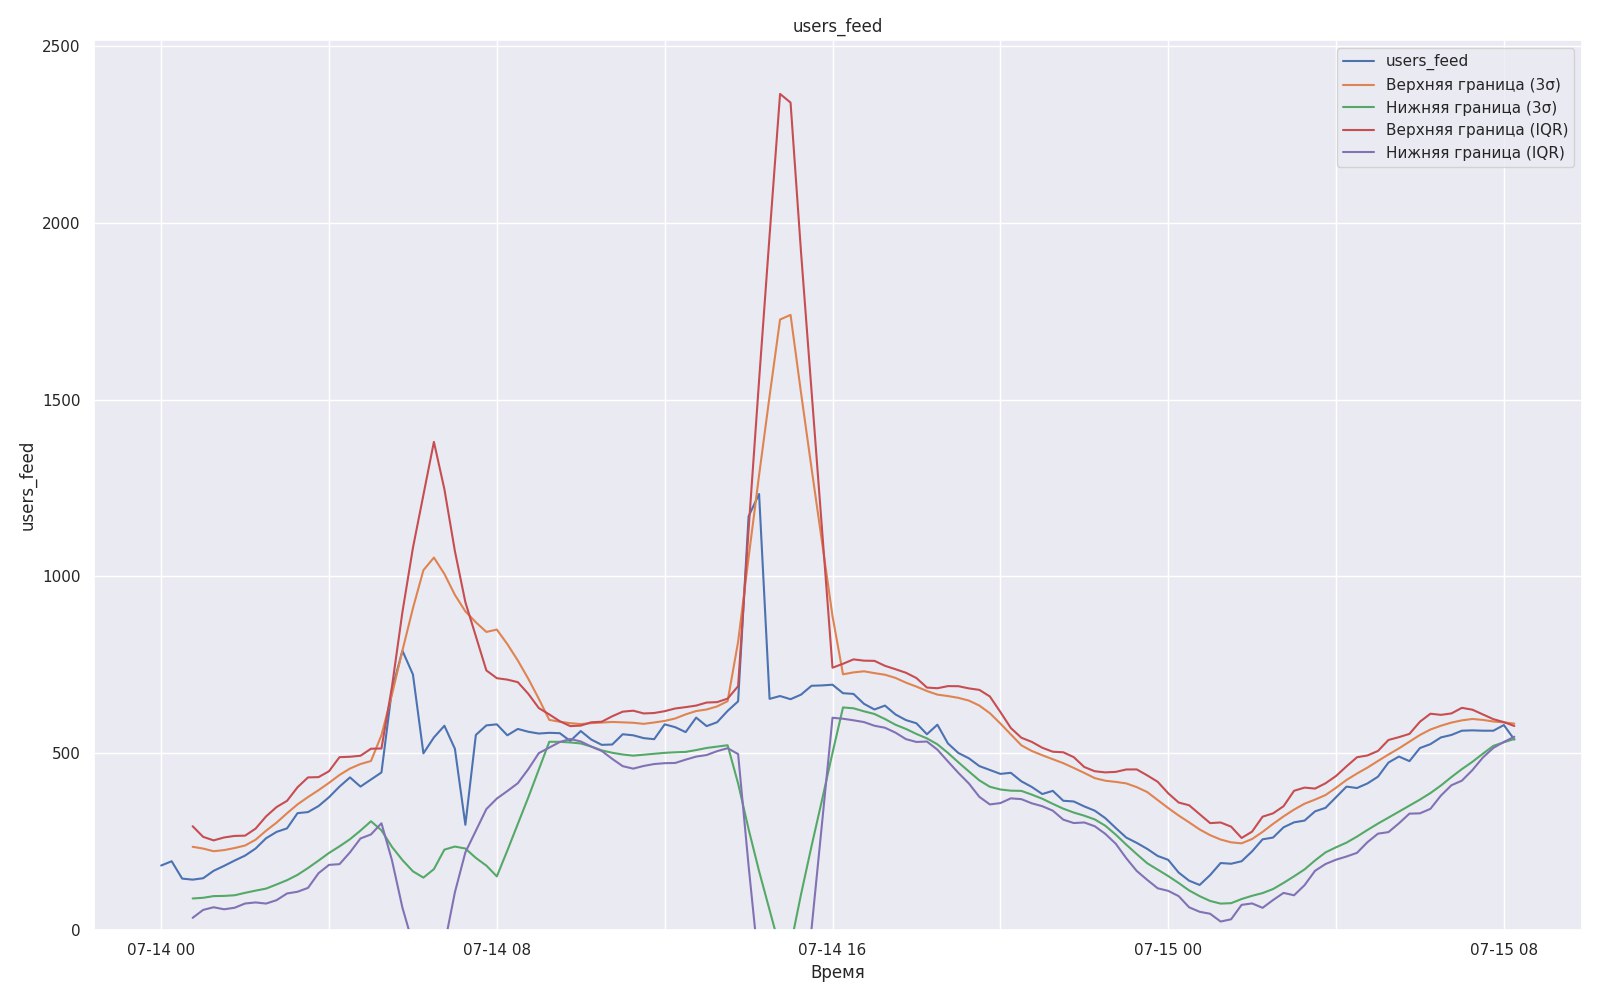 users_feed
2500
2000
1500
1000
500
0
users_feed
users_feed
Верхняя граница (3σ)
Нижняя граница (3σ)
Верхняя граница (IQR)
Нижняя граница (IQR)
07-14 00
07-14 08
07-14 16
07-15 00
07-15 08
Время